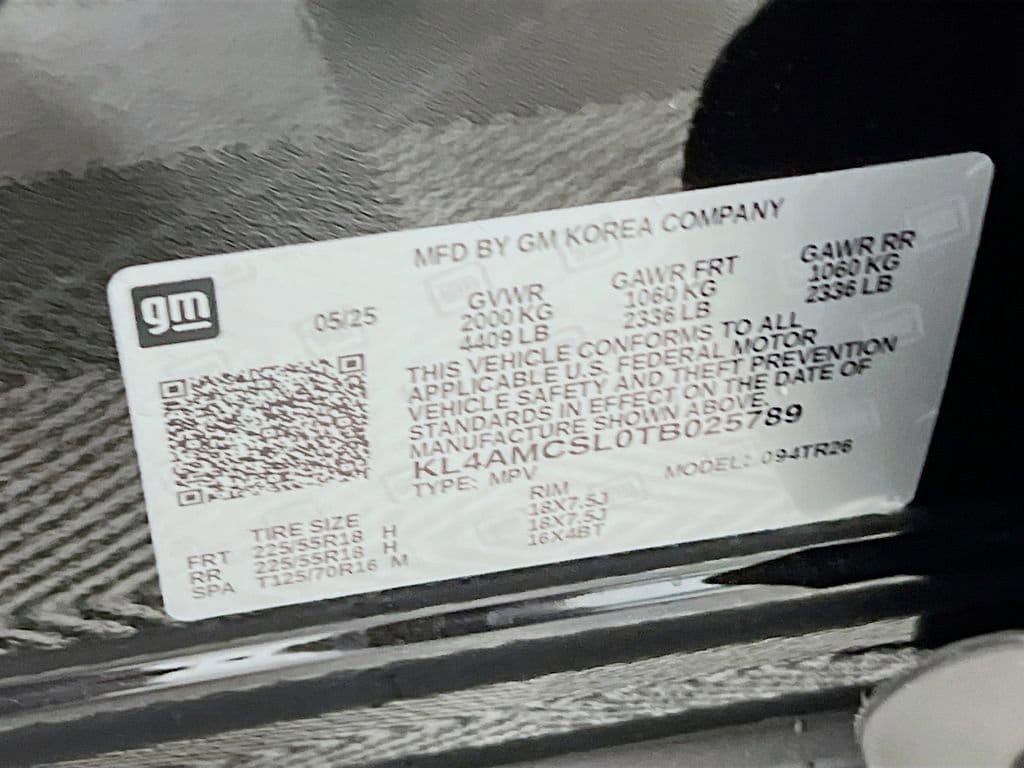 MFD BY GM KOREA COMPANY
gm
05/25
GVWR GAWR FRT GAWR RR
2000 KG 1060 KG 1060 KG
4409 LB 2336 LB 2336 LB
THIS VEHICLE CONFORMS TO ALL
APPLICABLE U.S. FEDERAL MOTOR
VEHICLE SAFETY AND THEFT PREVENTION
STANDARDS IN EFFECT ON THE DATE OF
MANUFACTURE SHOWN ABOVE.
KL4AMCSL0TB025789
TYPE: MPV MODEL: 094TR26
TIRE SIZE RIM
FRT 225/55R18 H 18X7.5J
RR 225/55R18 H 18X7.5J
SPA T125/70R16 M 16X4BT